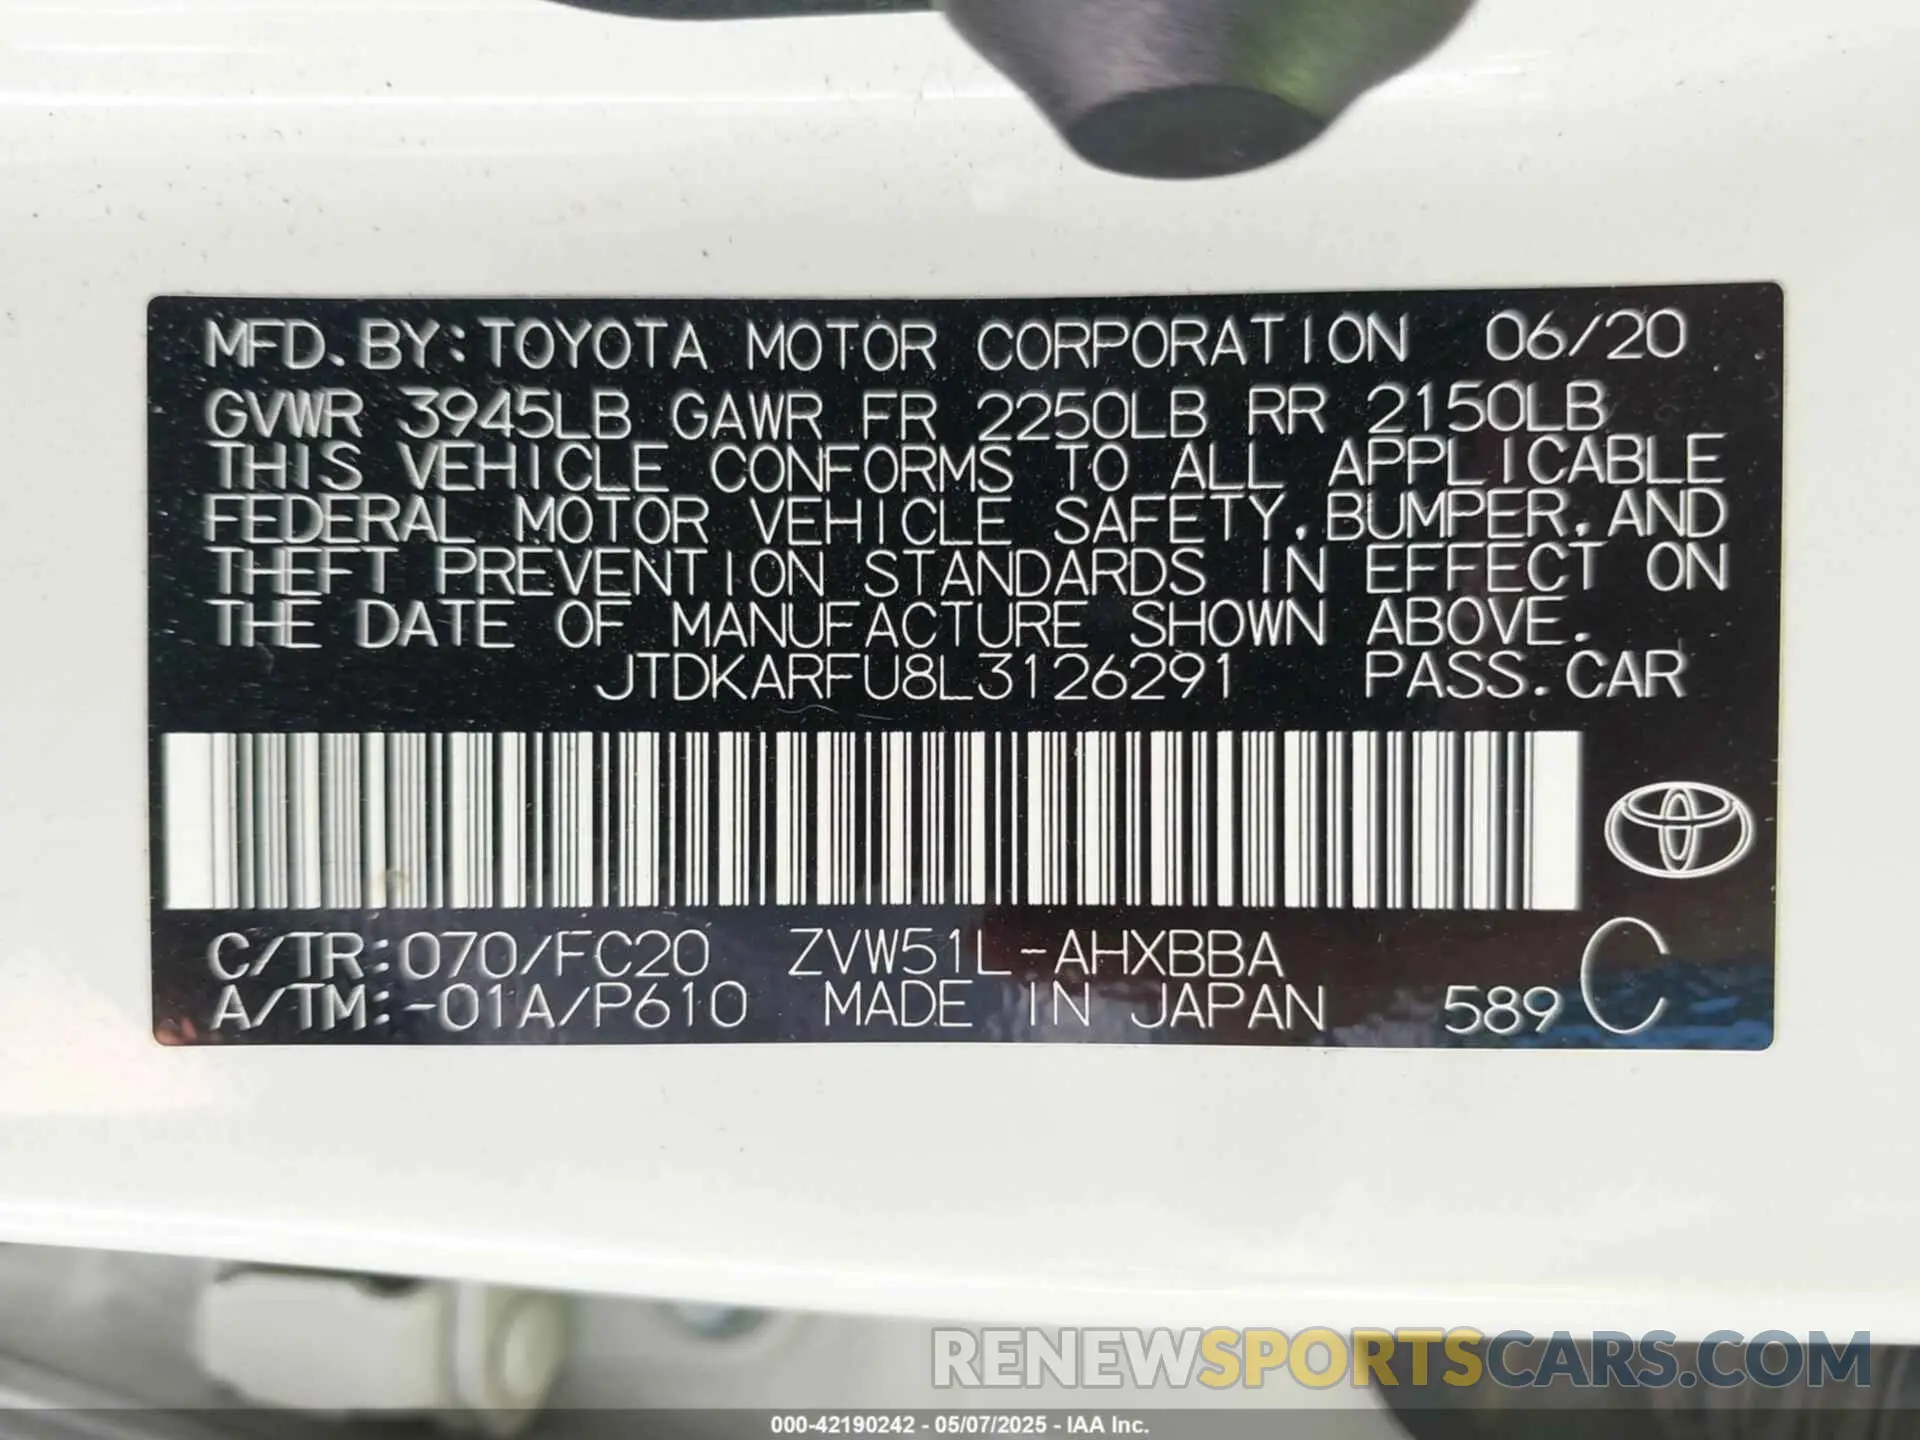 MFD.BY:TOYOTA MOTOR CORPORATION 06/20
GVWR 3945LB GAWR FR 2250LB RR 2150LB
THIS VEHICLE CONFORMS TO ALL APPLICABLE
FEDERAL MOTOR VEHICLE SAFETY,BUMPER,AND
THEFT PREVENTION STANDARDS IN EFFECT ON
THE DATE OF MANUFACTURE SHOWN ABOVE.
JTDKARFU8L3126291 PASS.CAR
C/TR:070/FC20 ZVW51L-AHXBBA
A/TM:-01A/P610 MADE IN JAPAN 589 C
RENEWSPORTSCARS.COM
000-42190242 - 05/07/2025 - IAA Inc.